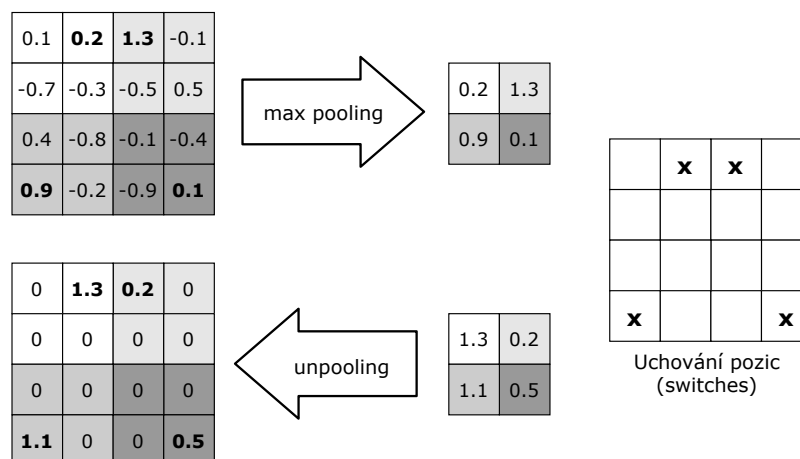 0.1 0.2 1.3 -0.1
-0.7 -0.3 -0.5 0.5
0.4 -0.8 -0.1 -0.4
0.9 -0.2 -0.9 0.1
max pooling
0.2 1.3
0.9 0.1
x x
x x
Uchování pozic
(switches)
0 1.3 0.2 0
0 0 0 0
0 0 0 0
1.1 0 0 0.5
unpooling
1.3 0.2
1.1 0.5